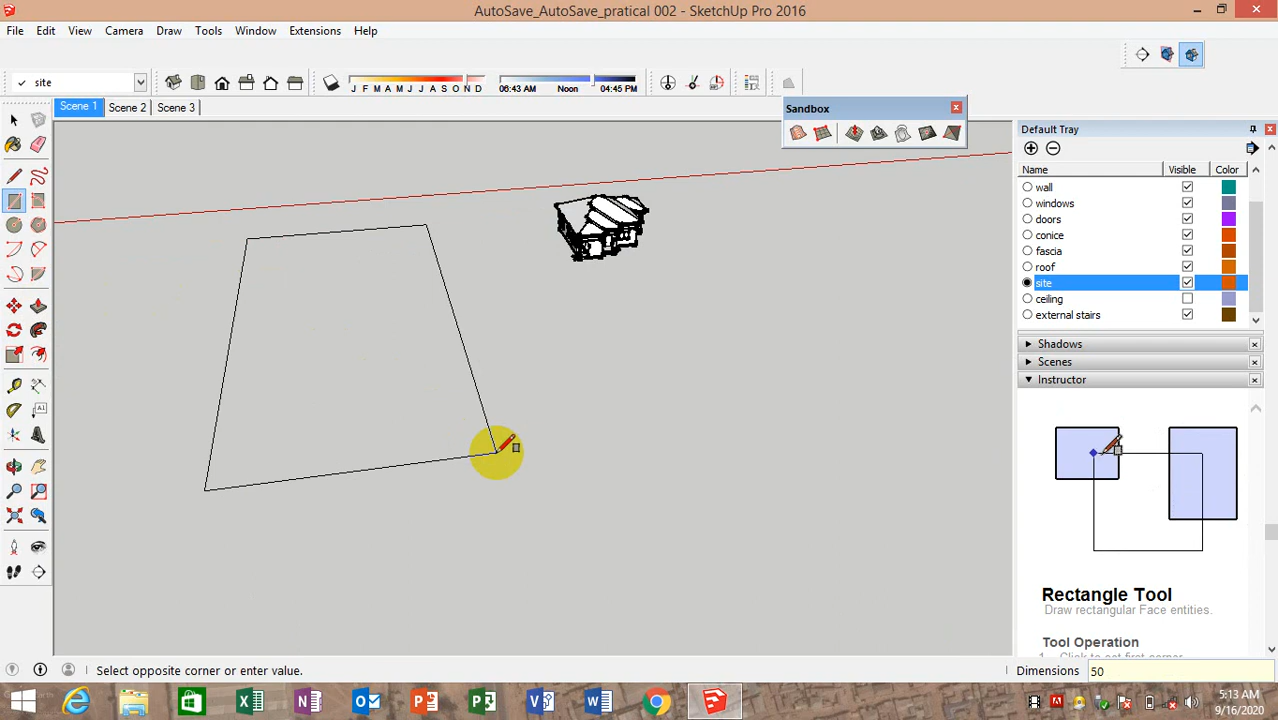 AutoSave_AutoSave_pratical 002 - SketchUp Pro 2016
File Edit View Camera Draw Tools Window Extensions Help
site
J F M A M J J A S O N D
06:43 AM Noon 04:45 PM
Scene 1 Scene 2 Scene 3
Sandbox
Default Tray
Name Visible Color
wall
windows
doors
conice
fascia
roof
site
ceiling
external stairs
Shadows
Scenes
Instructor
Rectangle Tool
Draw rectangular Face entities.
Tool Operation
Select opposite corner or enter value.
Dimensions 50
5:13 AM
9/16/2020